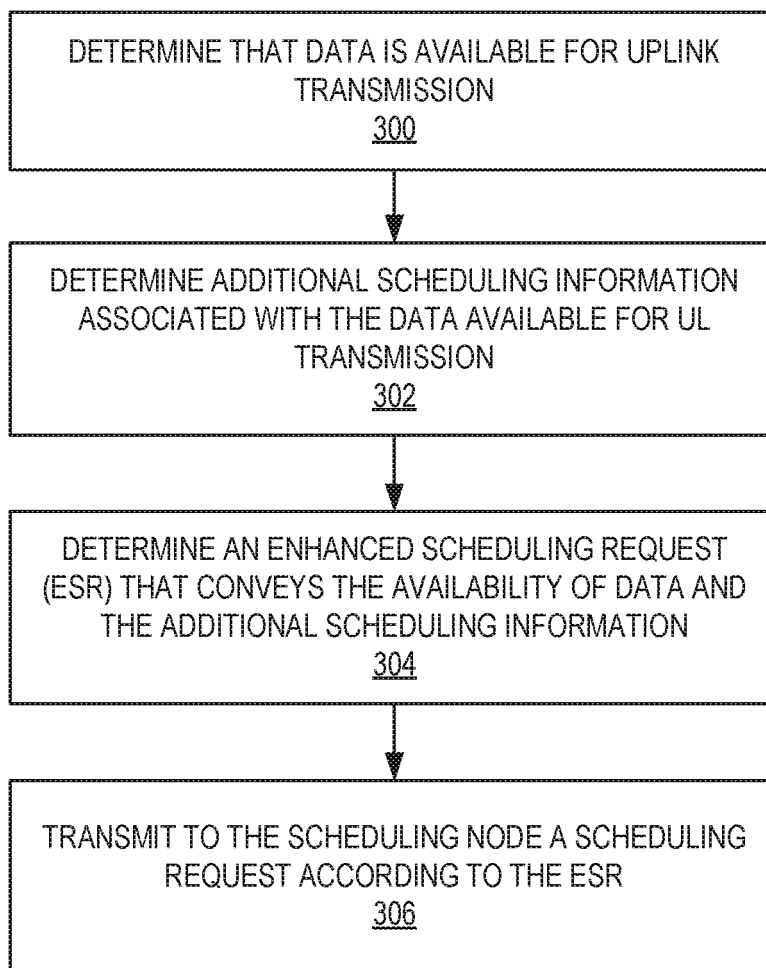 DETERMINE THAT DATA IS AVAILABLE FOR UPLINK
TRANSMISSION
300
DETERMINE ADDITIONAL SCHEDULING INFORMATION
ASSOCIATED WITH THE DATA AVAILABLE FOR UL
TRANSMISSION
302
DETERMINE AN ENHANCED SCHEDULING REQUEST
(ESR) THAT CONVEYS THE AVAILABILITY OF DATA AND
THE ADDITIONAL SCHEDULING INFORMATION
304
TRANSMIT TO THE SCHEDULING NODE A SCHEDULING
REQUEST ACCORDING TO THE ESR
306